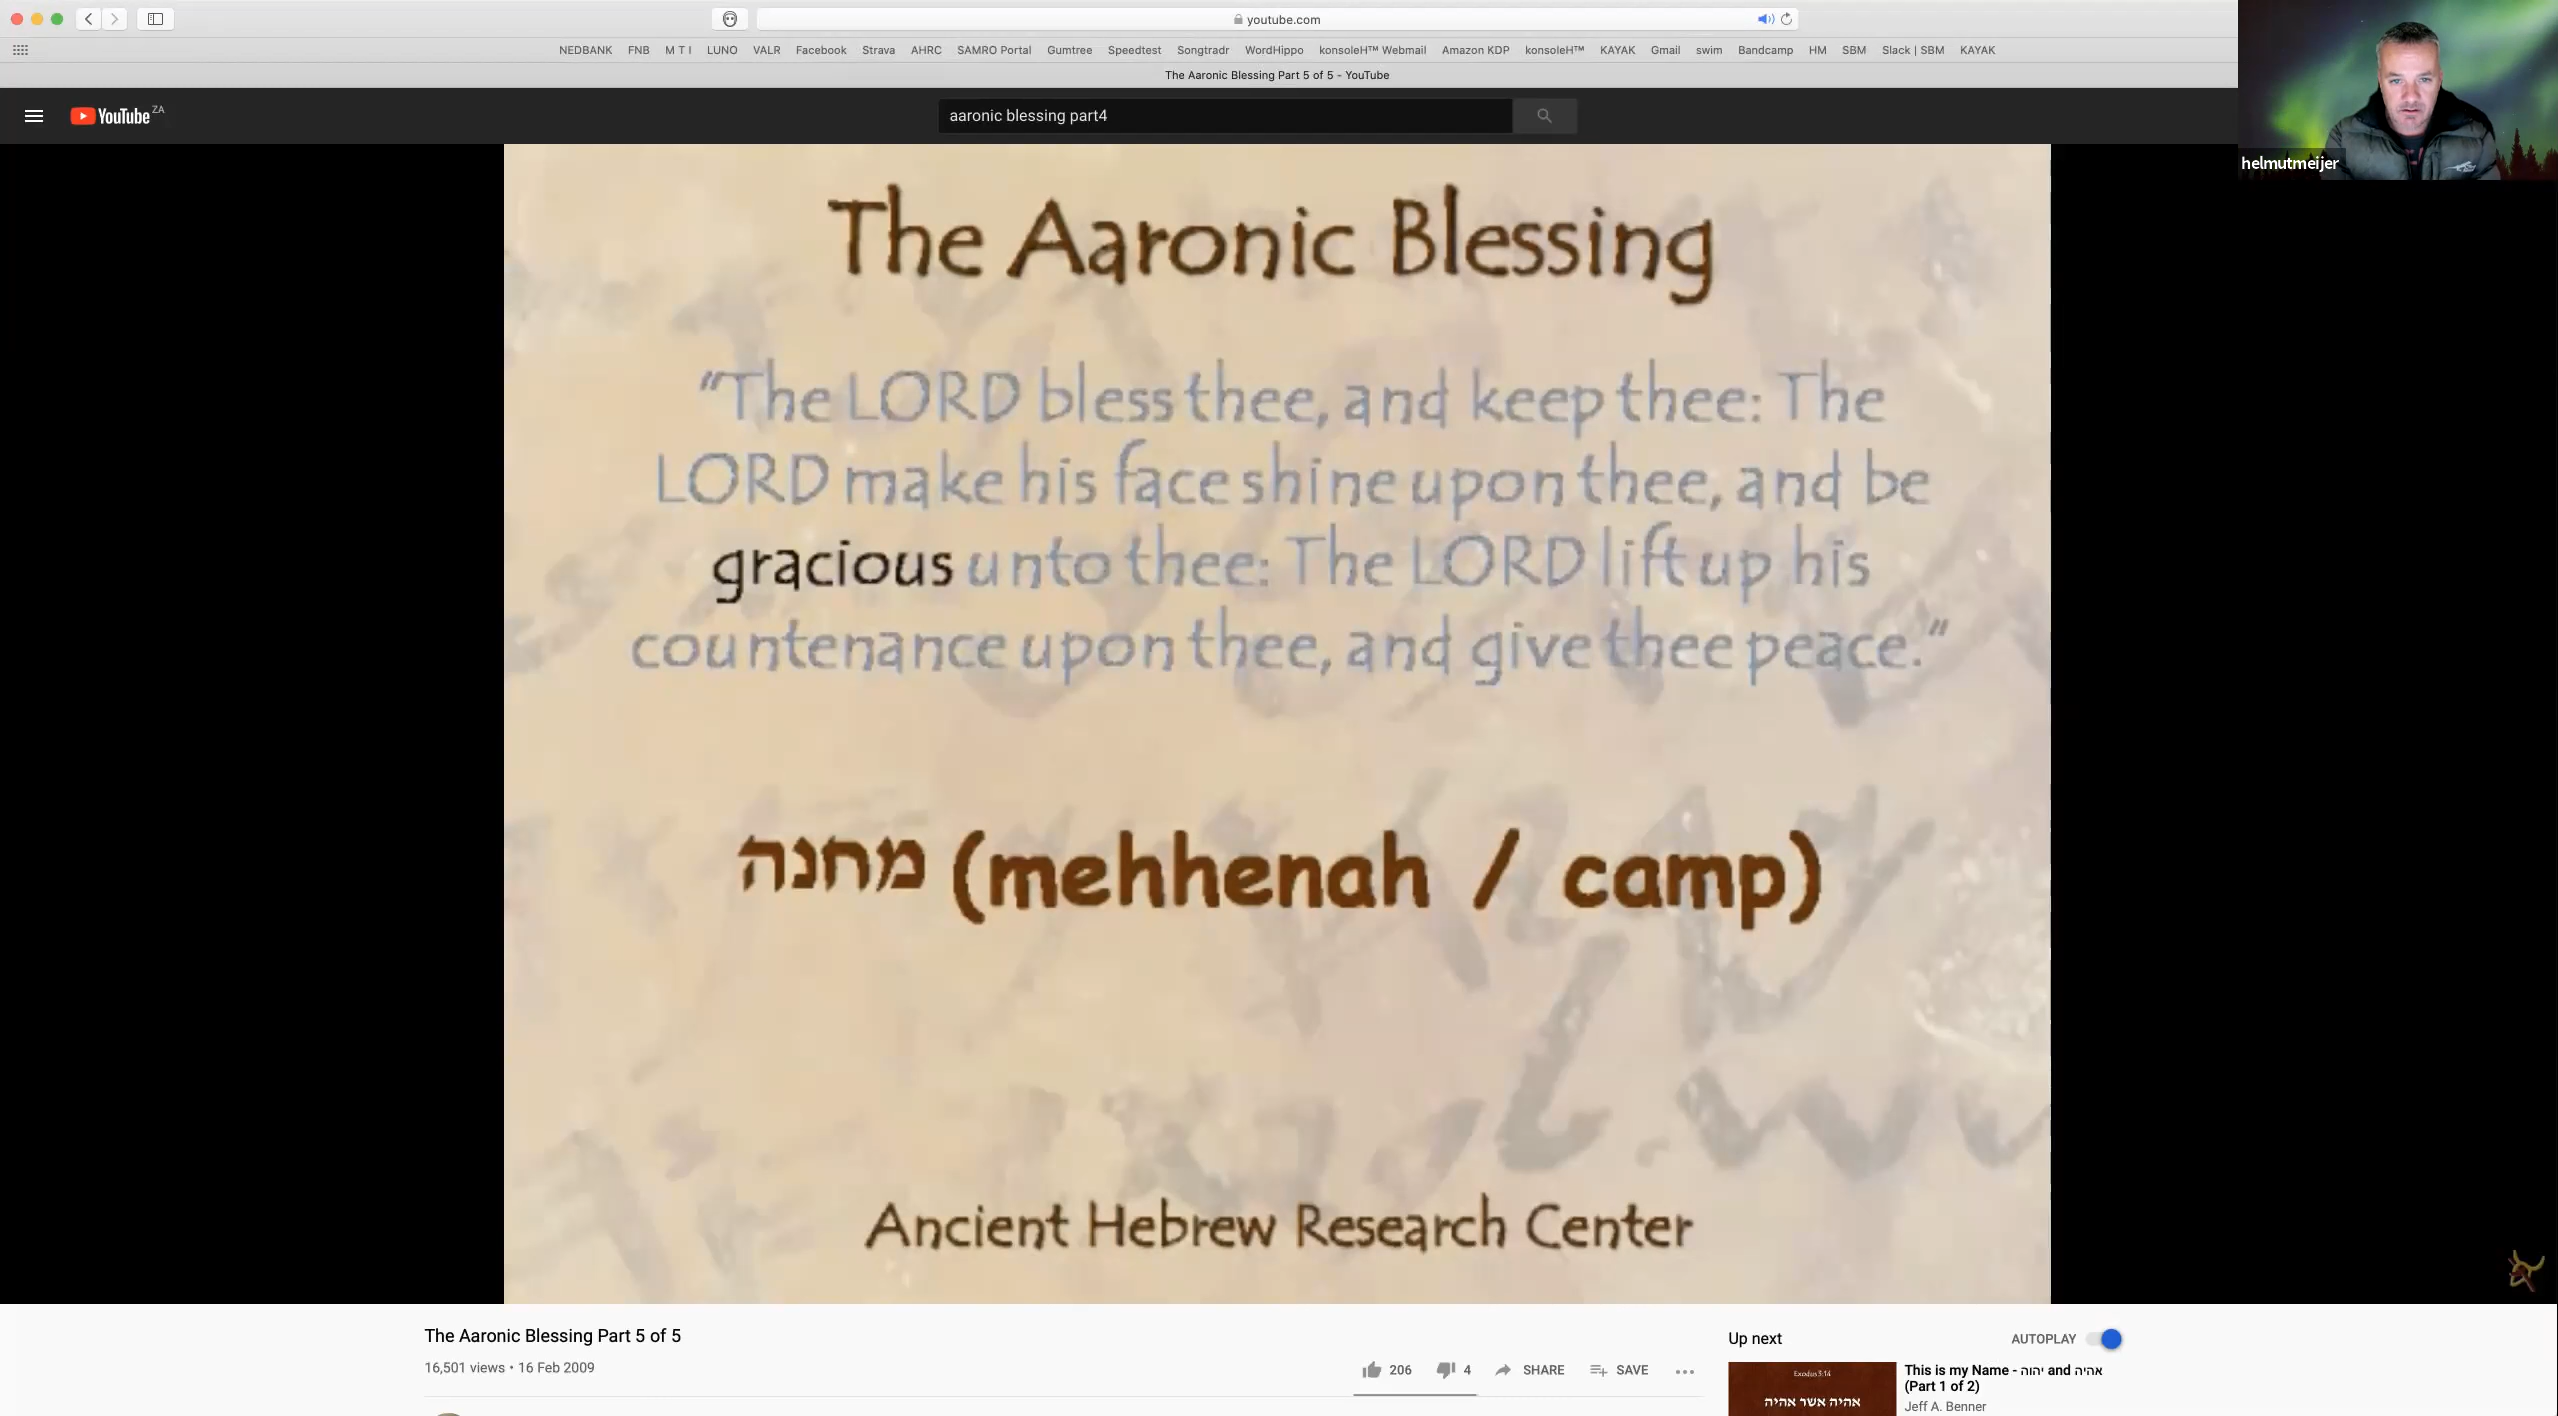 youtube.com
NEDBANK FNB M T I LUNO VALR Facebook Strava AHRC SAMRO Portal Gumtree Speedtest Songtradr WordHippo konsoleH™ Webmail Amazon KDP konsoleH™ KAYAK Gmail swim Bandcamp HM SBM Slack | SBM KAYAK
The Aaronic Blessing Part 5 of 5 - YouTube
YouTube ZA
aaronic blessing part4
helmutmeijer
The Aaronic Blessing
“The LORD bless thee, and keep thee: The
LORD make his face shine upon thee, and be
gracious unto thee: The LORD lift up his
countenance upon thee, and give thee peace.”
מחנה (mehhenah / camp)
Ancient Hebrew Research Center
The Aaronic Blessing Part 5 of 5
16,501 views • 16 Feb 2009
206 4 SHARE SAVE
Up next AUTOPLAY
Exodus 3:14
אהיה אשר אהיה
This is my Name - יהוה and אהיה
(Part 1 of 2)
Jeff A. Benner